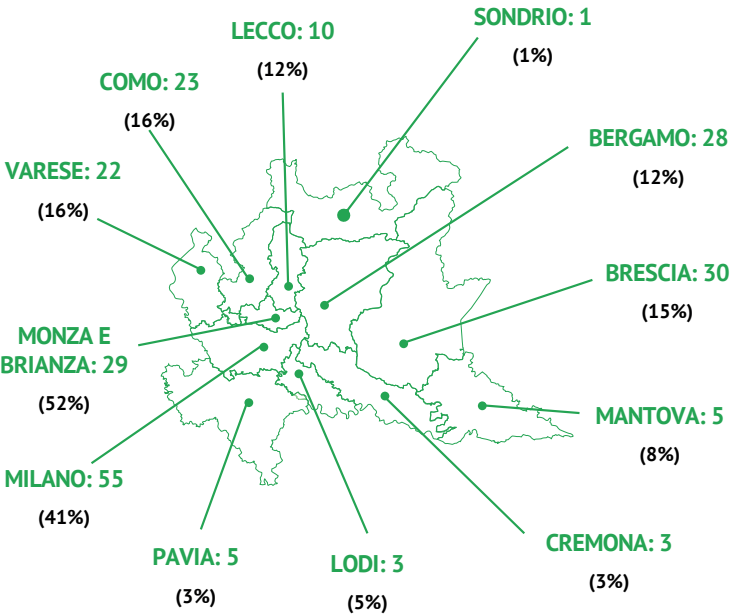 SONDRIO: 1
(1%)
LECCO: 10
(12%)
COMO: 23
(16%)
BERGAMO: 28
(12%)
VARESE: 22
(16%)
BRESCIA: 30
(15%)
MONZA E
BRIANZA: 29
(52%)
MANTOVA: 5
(8%)
MILANO: 55
(41%)
CREMONA: 3
(3%)
PAVIA: 5
(3%)
LODI: 3
(5%)